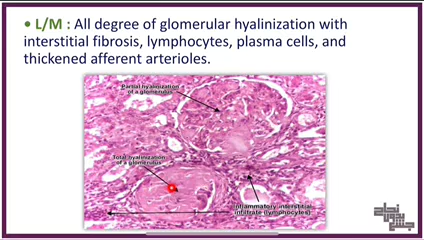 • L/M : All degree of glomerular hyalinization with
interstitial fibrosis, lymphocytes, plasma cells, and
thickened afferent arterioles.
Partial hyalinization
of a glomerulus
Total hyalinization
of a glomerulus
Inflammatory interstitial
infiltrate (lymphocytes)